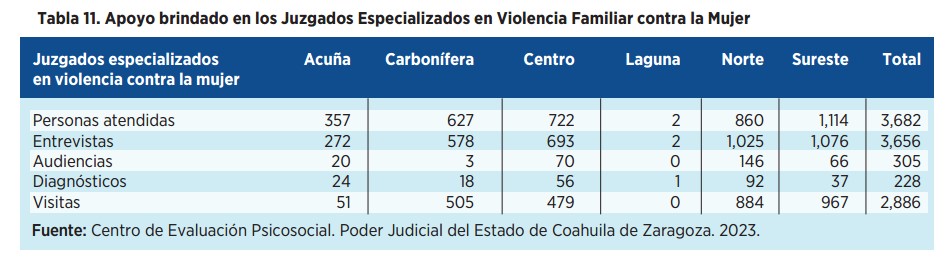 Tabla 11. Apoyo brindado en los Juzgados Especializados en Violencia Familiar contra la Mujer
Juzgados especializados en violencia contra la mujer Acuña Carbonífera Centro Laguna Norte Sureste Total
Personas atendidas 357 627 722 2 860 1,114 3,682
Entrevistas 272 578 693 2 1,025 1,076 3,656
Audiencias 20 3 70 0 146 66 305
Diagnósticos 24 18 56 1 92 37 228
Visitas 51 505 479 0 884 967 2,886
Fuente: Centro de Evaluación Psicosocial. Poder Judicial del Estado de Coahuila de Zaragoza. 2023.